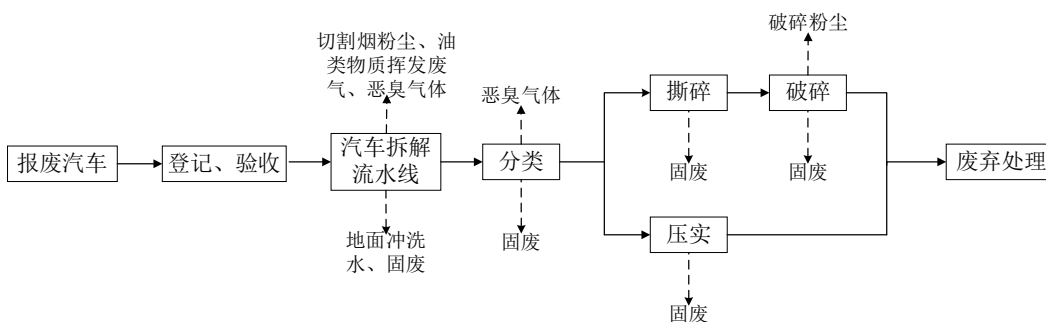 破碎粉尘
切割烟粉尘、油
类物质挥发废
气、恶臭气体
恶臭气体
撕碎
破碎
报废汽车
登记、验收
汽车拆解
流水线
分类
固废
固废
废弃处理
地面冲洗
水、固废
固废
压实
固废